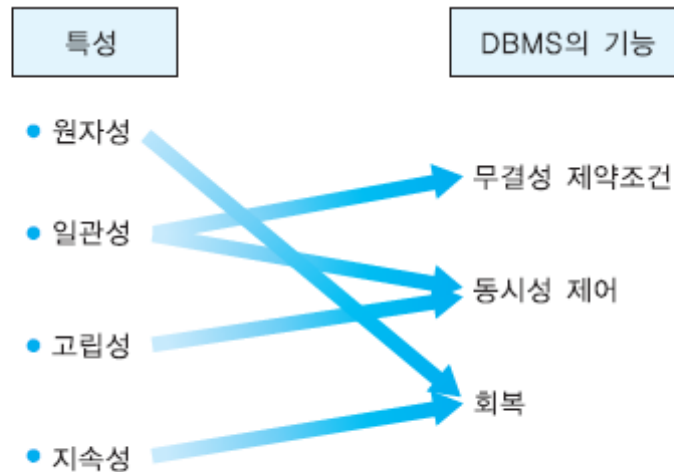 특성
DBMS의 기능
• 원자성
• 일관성
• 고립성
• 지속성
무결성 제약조건
동시성 제어
회복